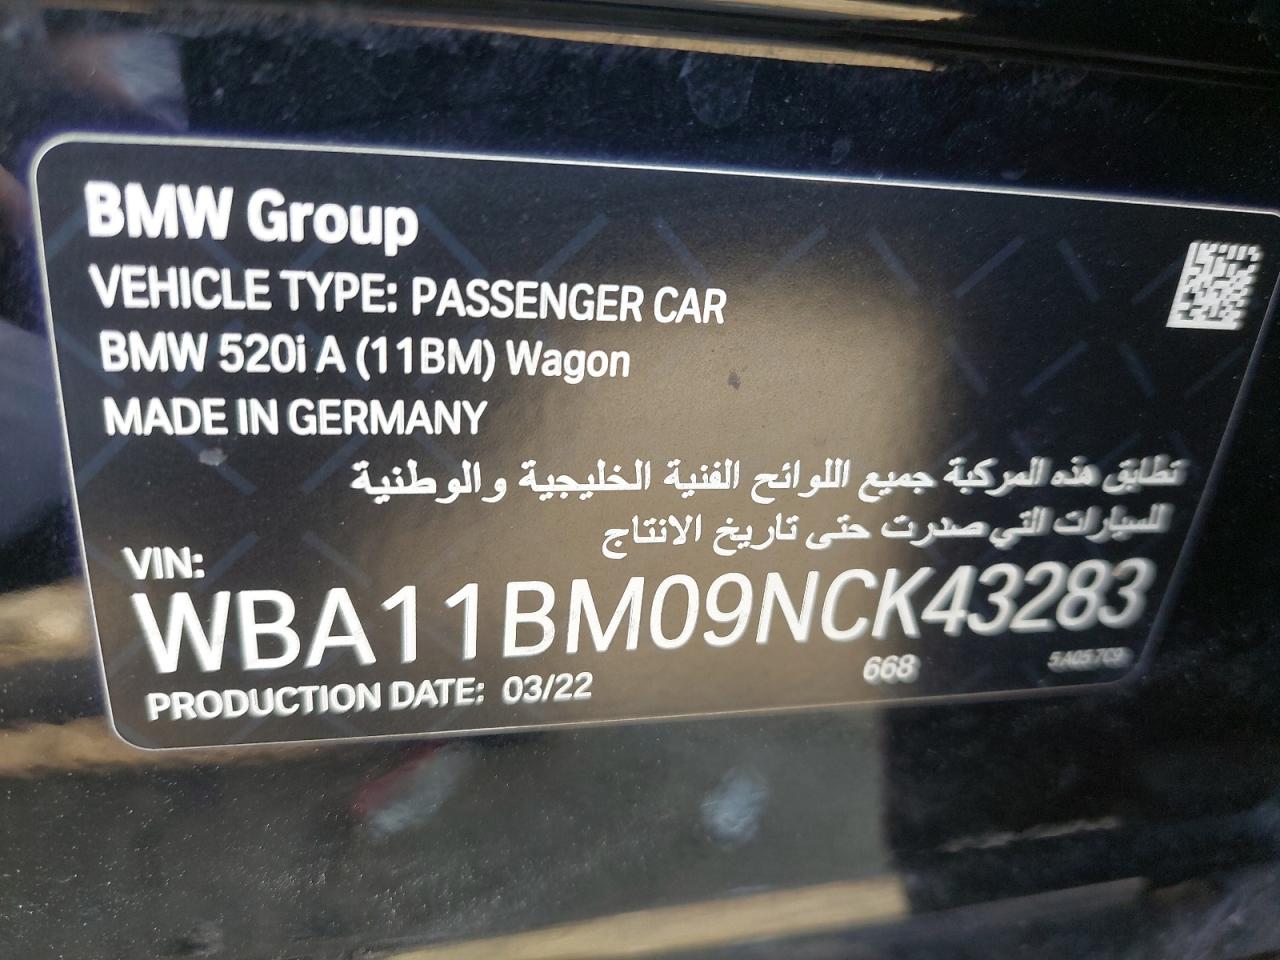 BMW Group
VEHICLE TYPE: PASSENGER CAR
BMW 520i A (11BM) Wagon
MADE IN GERMANY
تطابق هذه المركبة جميع اللوائح الفنية الخليجية والوطنية
للسيارات التي صدرت حتى تاريخ الانتاج
VIN:
WBA11BM09NCK43283
PRODUCTION DATE: 03/22
668